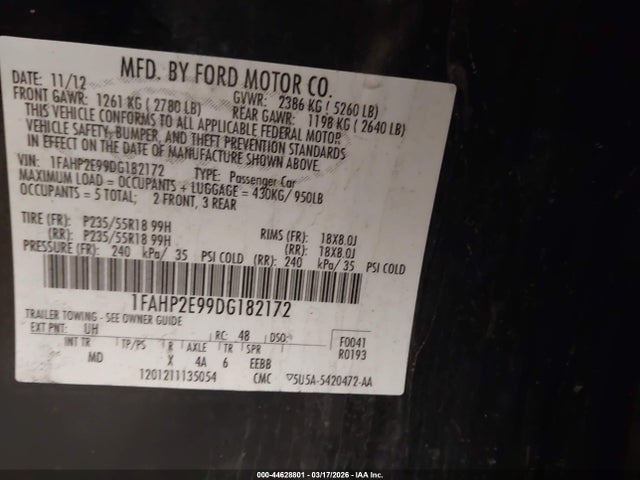 MFD. BY FORD MOTOR CO.
DATE: 11/12 GVWR: 2386 KG (5260 LB)
FRONT GAWR: 1261 KG (2780 LB) REAR GAWR: 1198 KG (2640 LB)
THIS VEHICLE CONFORMS TO ALL APPLICABLE FEDERAL MOTOR
VEHICLE SAFETY, BUMPER, AND THEFT PREVENTION STANDARDS
IN EFFECT ON THE DATE OF MANUFACTURE SHOWN ABOVE.
VIN: 1FAHP2E99DG182172 TYPE: Passenger Car
MAXIMUM LOAD = OCCUPANTS + LUGGAGE = 430KG/950LB
OCCUPANTS = 5 TOTAL; 2 FRONT, 3 REAR
TIRE (FR): P235/55R18 99H RIMS (FR): 18X8.0J
(RR): P235/55R18 99H (RR): 18X8.0J
PRESSURE (FR): 240 kPa/ 35 PSI COLD (RR): 240 kPa/ 35 PSI COLD
1FAHP2E99DG182172
TRAILER TOWING - SEE OWNER GUIDE
EXT PNT: UH RC: 48 DSO: F0041
INT TR TP/PS R AXLE TR SPR R0193
MD X 4A 6 EEBB
1201211135054 CMC 5U5A-5420472-AA
000-44628801 - 03/17/2026 - IAA Inc.